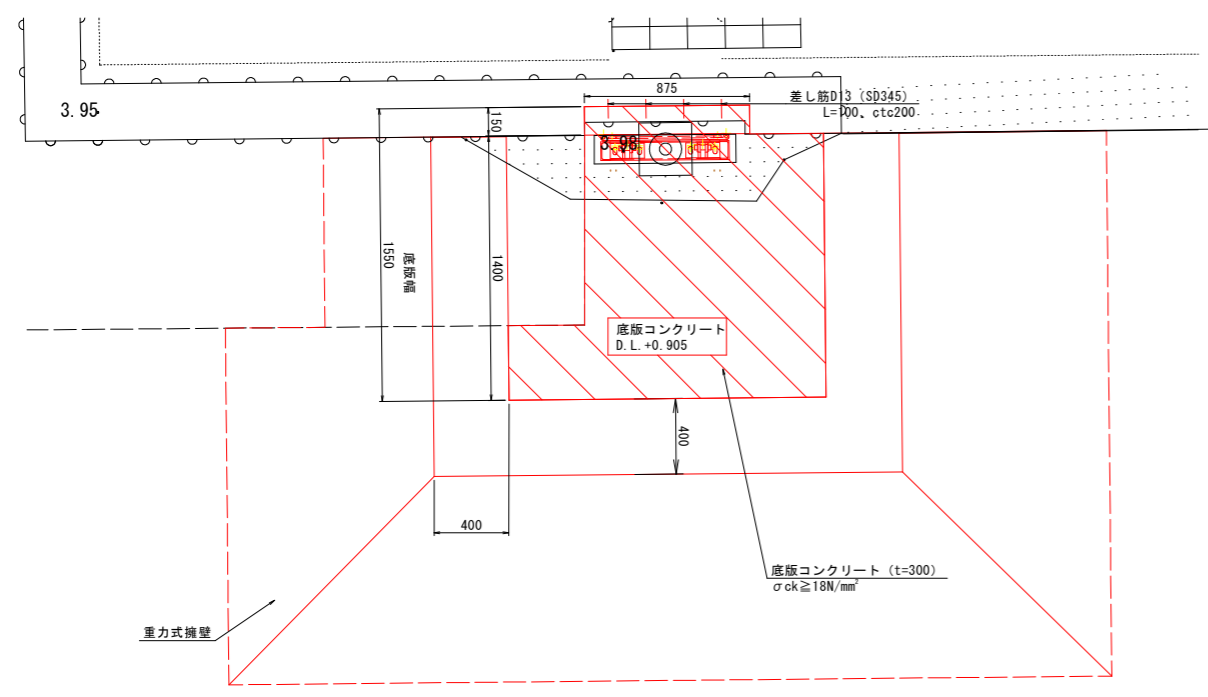 875
差し筋D13 (SD345)
L=100、ctc200
3.95
150
3.98
1550
底版幅
1400
底版コンクリート
D.L.+0.905
400
400
底版コンクリート (t=300)
σck≧18N/mm²
重力式擁壁